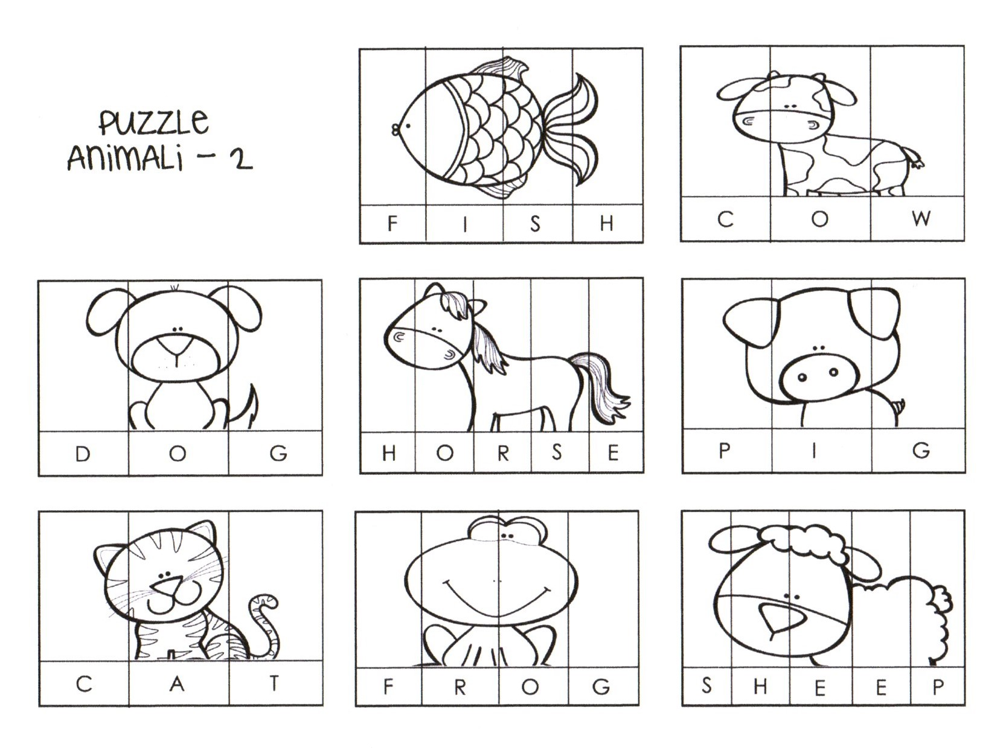 PUZZLe
ANiMALi - 2
F I S H
C O W
D O G
H O R S E
P I G
C A T
F R O G
S H E E P